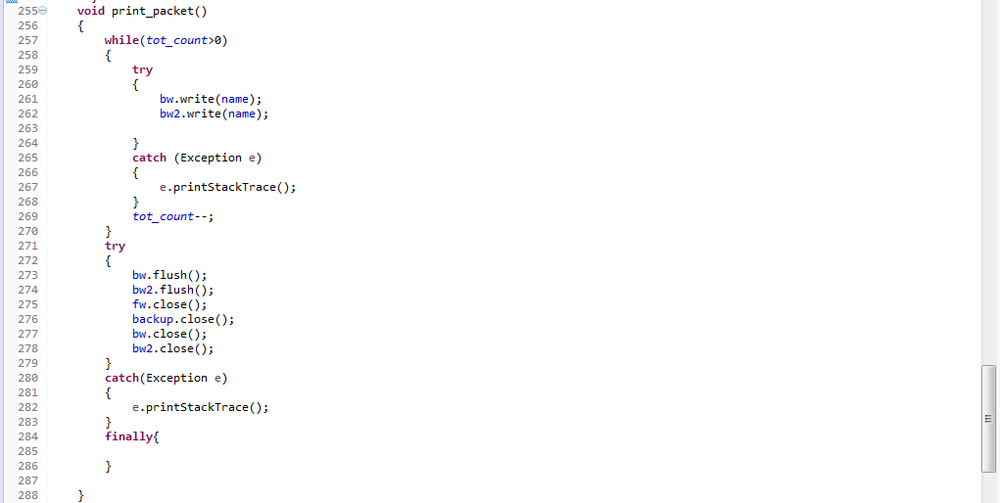 255 void print_packet()
256 {
257 while(tot_count>0)
258 {
259 try
260 {
261 bw.write(name);
262 bw2.write(name);
263
264 }
265 catch (Exception e)
266 {
267 e.printStackTrace();
268 }
269 tot_count--;
270 }
271 try
272 {
273 bw.flush();
274 bw2.flush();
275 fw.close();
276 backup.close();
277 bw.close();
278 bw2.close();
279 }
280 catch(Exception e)
281 {
282 e.printStackTrace();
283 }
284 finally{
285
286 }
287
288 }